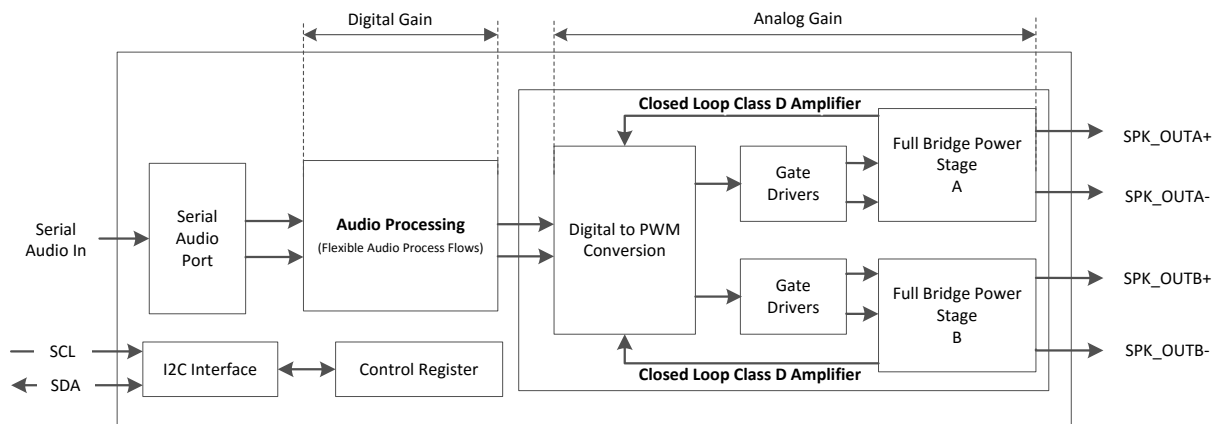 Digital Gain
Analog Gain
Closed Loop Class D Amplifier
Full Bridge Power
Stage
A
SPK_OUTA+
SPK_OUTA-
Gate
Drivers
Serial
Audio In
Serial
Audio
Port
Audio Processing
(Flexible Audio Process Flows)
Digital to PWM
Conversion
Gate
Drivers
Full Bridge Power
Stage
B
SPK_OUTB+
SPK_OUTB-
Closed Loop Class D Amplifier
SCL
SDA
I2C Interface
Control Register